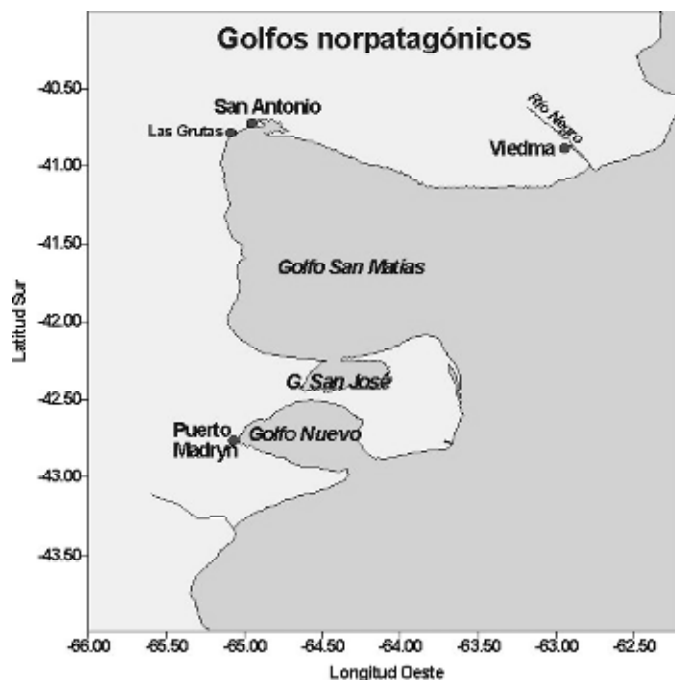 Golfos norpatagónicos
-40.50
San Antonio
Río Negro
Las Grutas
Viedma
-41.00
-41.50
Golfo San Matías
Latitud Sur
-42.00
G. San José
-42.50
Puerto
Madryn
Golfo Nuevo
-43.00
-43.50
-66.00 -65.50 -65.00 -64.50 -64.00 -63.50 -63.00 -62.50
Longitud Oeste